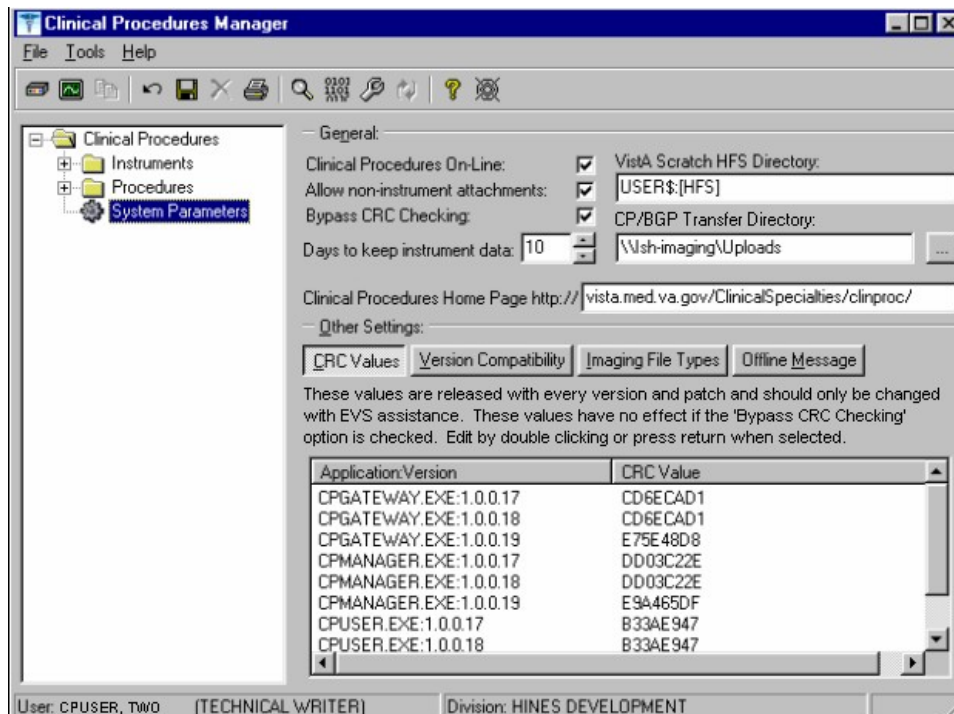 Clinical Procedures Manager
File Tools Help
Clinical Procedures
Instruments
Procedures
System Parameters
General:
Clinical Procedures On-Line:
Allow non-instrument attachments:
Bypass CRC Checking:
Days to keep instrument data: 10
VistA Scratch HFS Directory:
USER$:[HFS]
CP/BGP Transfer Directory:
\\Ish-imaging\Uploads ...
Clinical Procedures Home Page http:// vista.med.va.gov/ClinicalSpecialties/clinproc/
Other Settings:
CRC Values Version Compatibility Imaging File Types Offline Message
These values are released with every version and patch and should only be changed
with EVS assistance. These values have no effect if the 'Bypass CRC Checking'
option is checked. Edit by double clicking or press return when selected.
Application:Version CRC Value
CPGATEWAY.EXE:1.0.0.17 CD6ECAD1
CPGATEWAY.EXE:1.0.0.18 CD6ECAD1
CPGATEWAY.EXE:1.0.0.19 E75E48D8
CPMANAGER.EXE:1.0.0.17 DD03C22E
CPMANAGER.EXE:1.0.0.18 DD03C22E
CPMANAGER.EXE:1.0.0.19 E9A465DF
CPUSER.EXE:1.0.0.17 B33AE947
CPUSER.EXE:1.0.0.18 B33AE947
User: CPUSER, TWO (TECHNICAL WRITER) Division: HINES DEVELOPMENT